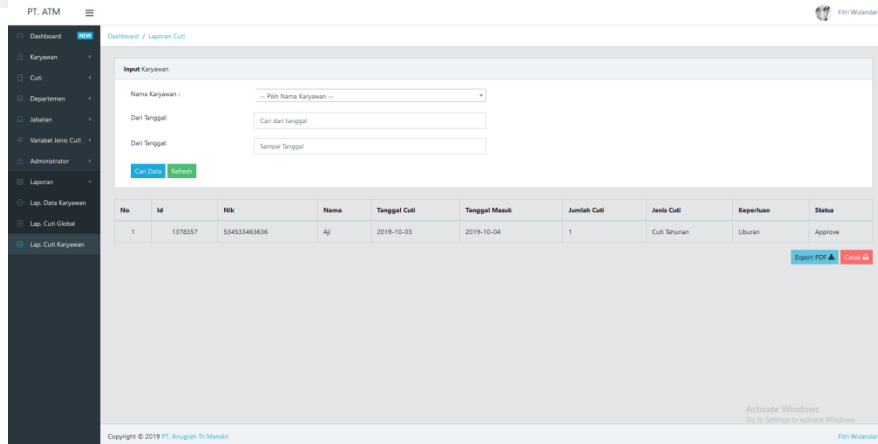 PT. ATM
Fitri Wulandar
Dashboard NEW
Karyawan
Cuti
Departemen
Jabatan
Variabel Jenis Cuti
Administrator
Laporan
Lap. Data Karyawan
Lap. Cuti Global
Lap. Cuti Karyawan
Dashboard / Laporan Cuti
Input Karyawan
Nama Karyawan : -- Pilih Nama Karyawan --
Dari Tanggal: Cari dari tanggal
Dari Tanggal: Sampai Tanggal
Cari Data Refresh
No Id Nik Nama Tanggal Cuti Tanggal Masuk Jumlah Cuti Jenis Cuti Keperluan Status
1 1378357 534533463636 Aji 2019-10-03 2019-10-04 1 Cuti Tahunan Liburan Approve
Export PDF Cetak
Activate Windows
Go to Settings to activate Windows.
Copyright © 2019 PT. Anugrah Tri Mandiri
Fitri Wulandar